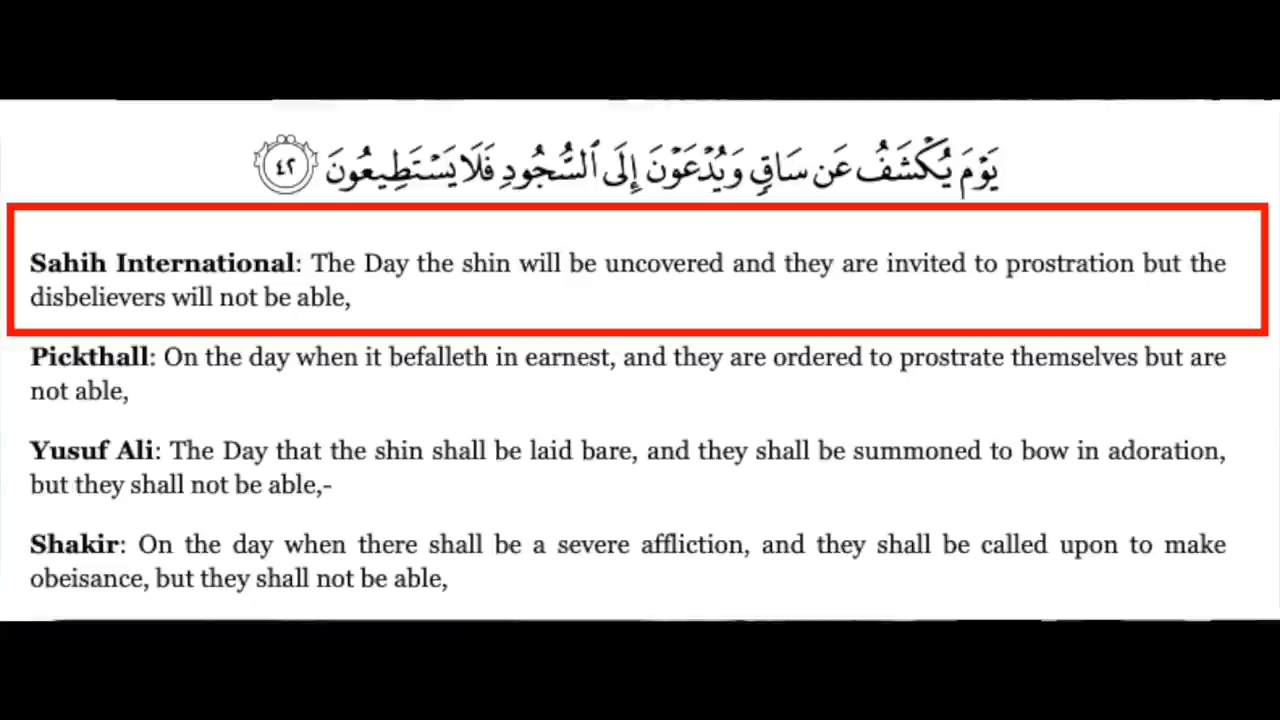 يَوْمَ يُكْشَفُ عَن سَاقٍ وَيُدْعَوْنَ إِلَى ٱلسُّجُودِ فَلَا يَسْتَطِيعُونَ ٤٢
Sahih International: The Day the shin will be uncovered and they are invited to prostration but the
disbelievers will not be able,
Pickthall: On the day when it befalleth in earnest, and they are ordered to prostrate themselves but are
not able,
Yusuf Ali: The Day that the shin shall be laid bare, and they shall be summoned to bow in adoration,
but they shall not be able,-
Shakir: On the day when there shall be a severe affliction, and they shall be called upon to make
obeisance, but they shall not be able,